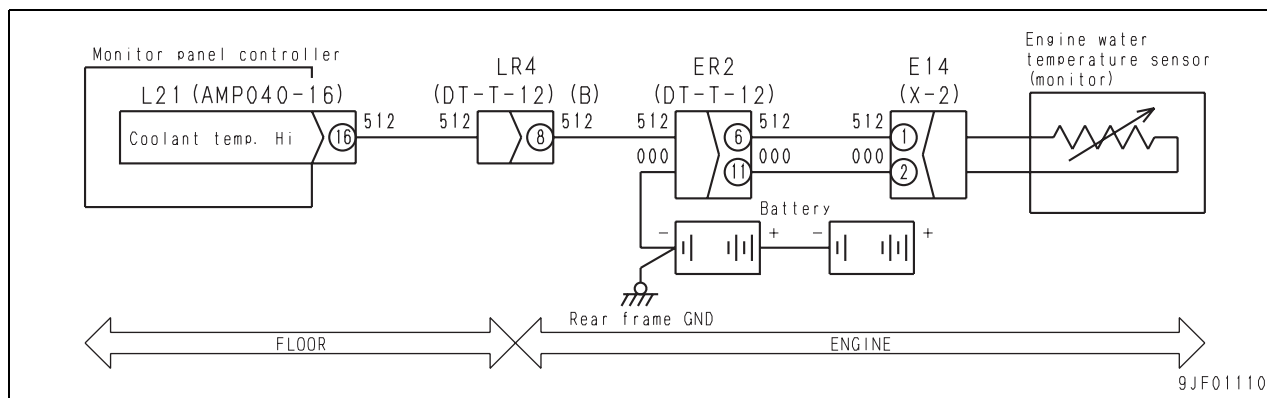 Monitor panel controller
L21 (AMP040-16)
Coolant temp. Hi
16
512
LR4
(DT-T-12) (B)
512
8
512
ER2
(DT-T-12)
512
000
6
11
512
000
E14
(X-2)
512
000
1
2
Engine water
temperature sensor
(monitor)
Battery
- +
- +
Rear frame GND
FLOOR
ENGINE
9JF01110